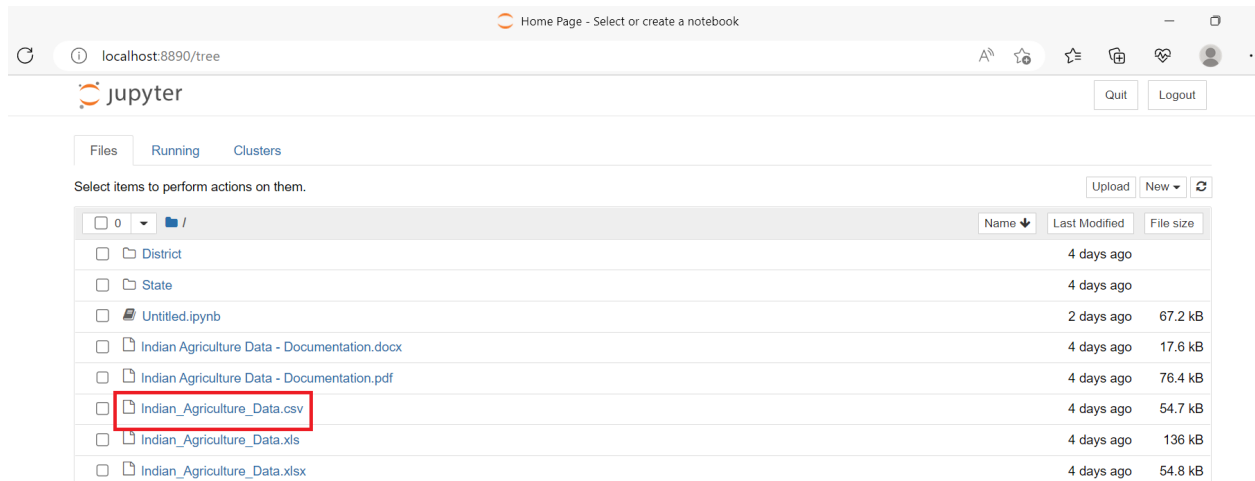 Home Page - Select or create a notebook
localhost:8890/tree
jupyter
Quit Logout
Files Running Clusters
Select items to perform actions on them.
Upload New
0 / Name Last Modified File size
District 4 days ago
State 4 days ago
Untitled.ipynb 2 days ago 67.2 kB
Indian Agriculture Data - Documentation.docx 4 days ago 17.6 kB
Indian Agriculture Data - Documentation.pdf 4 days ago 76.4 kB
Indian_Agriculture_Data.csv 4 days ago 54.7 kB
Indian_Agriculture_Data.xls 4 days ago 136 kB
Indian_Agriculture_Data.xlsx 4 days ago 54.8 kB